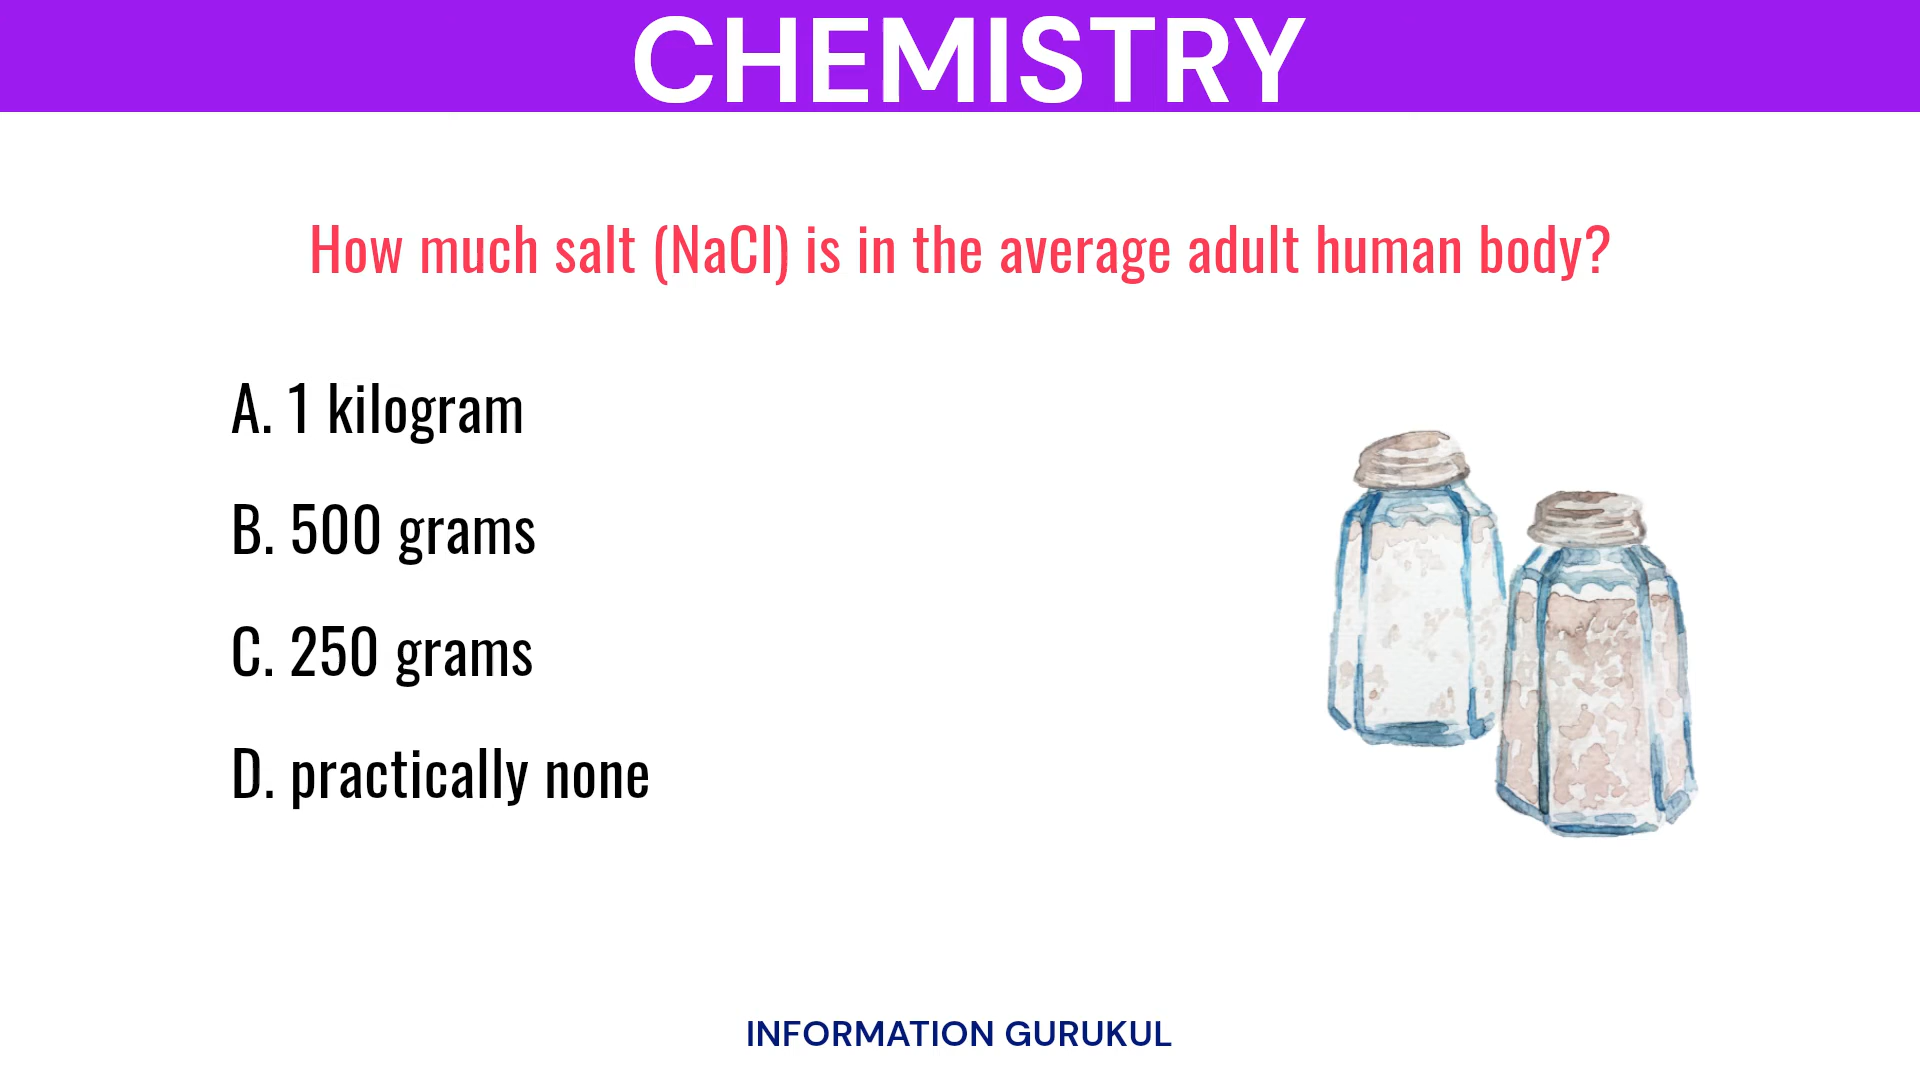 CHEMISTRY
How much salt (NaCl) is in the average adult human body?
A. 1 kilogram
B. 500 grams
C. 250 grams
D. practically none
INFORMATION GURUKUL